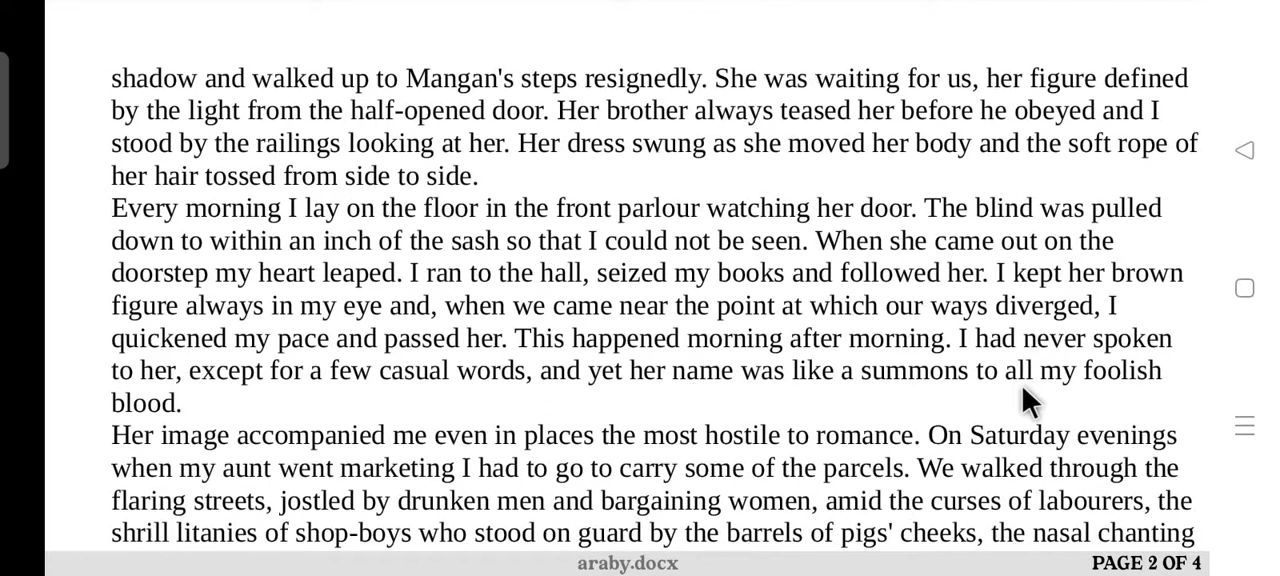 shadow and walked up to Mangan's steps resignedly. She was waiting for us, her figure defined
by the light from the half-opened door. Her brother always teased her before he obeyed and I
stood by the railings looking at her. Her dress swung as she moved her body and the soft rope of
her hair tossed from side to side.
Every morning I lay on the floor in the front parlour watching her door. The blind was pulled
down to within an inch of the sash so that I could not be seen. When she came out on the
doorstep my heart leaped. I ran to the hall, seized my books and followed her. I kept her brown
figure always in my eye and, when we came near the point at which our ways diverged, I
quickened my pace and passed her. This happened morning after morning. I had never spoken
to her, except for a few casual words, and yet her name was like a summons to all my foolish
blood.
Her image accompanied me even in places the most hostile to romance. On Saturday evenings
when my aunt went marketing I had to go to carry some of the parcels. We walked through the
flaring streets, jostled by drunken men and bargaining women, amid the curses of labourers, the
shrill litanies of shop-boys who stood on guard by the barrels of pigs' cheeks, the nasal chanting
araby.docx
PAGE 2 OF 4